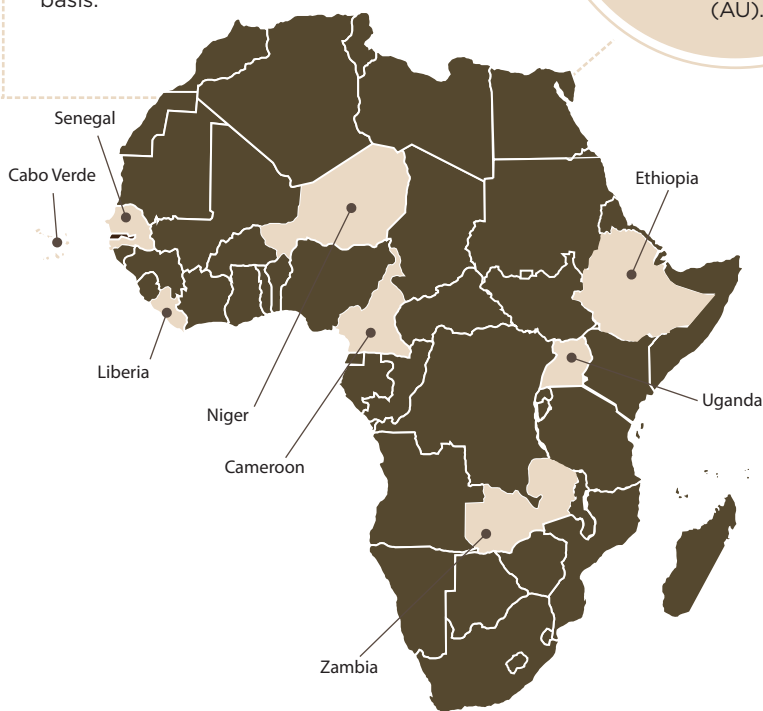 basis.
(AU).
Senegal
Cabo Verde
Ethiopia
Liberia
Uganda
Niger
Cameroon
Zambia